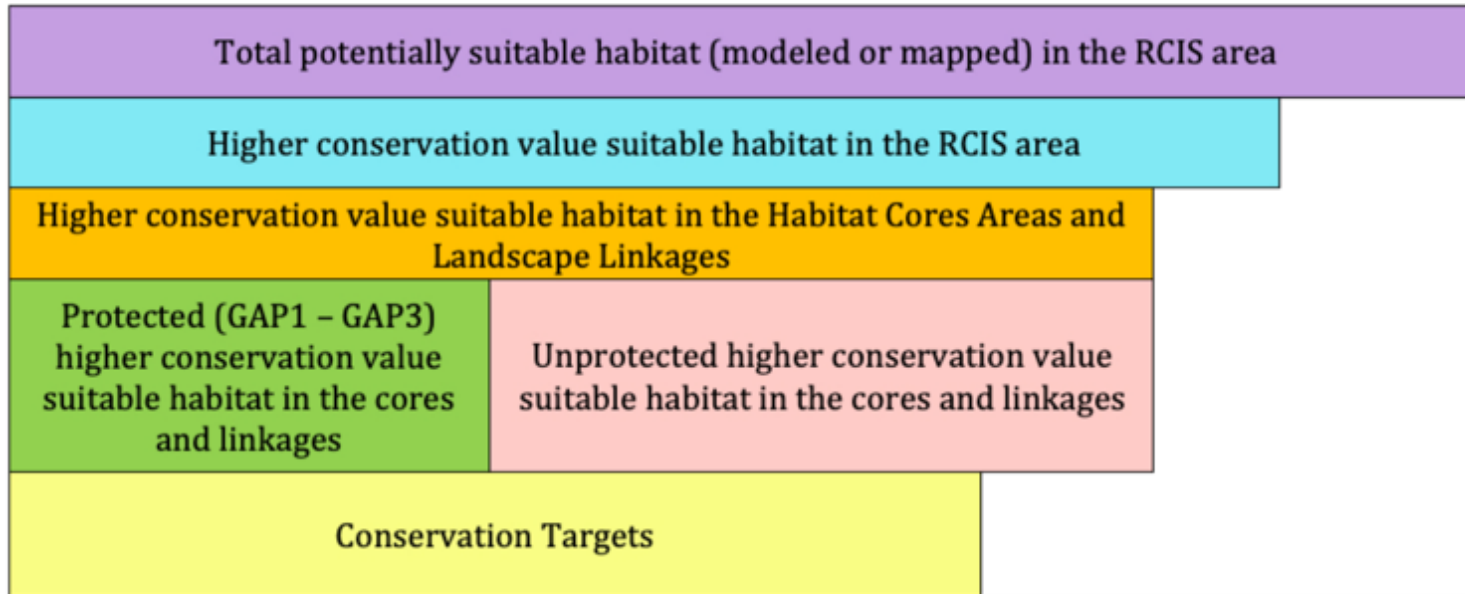 Total potentially suitable habitat (modeled or mapped) in the RCIS area
Higher conservation value suitable habitat in the RCIS area
Higher conservation value suitable habitat in the Habitat Cores Areas and
Landscape Linkages
Protected (GAP1 – GAP3)
higher conservation value
suitable habitat in the cores
and linkages
Unprotected higher conservation value
suitable habitat in the cores and linkages
Conservation Targets